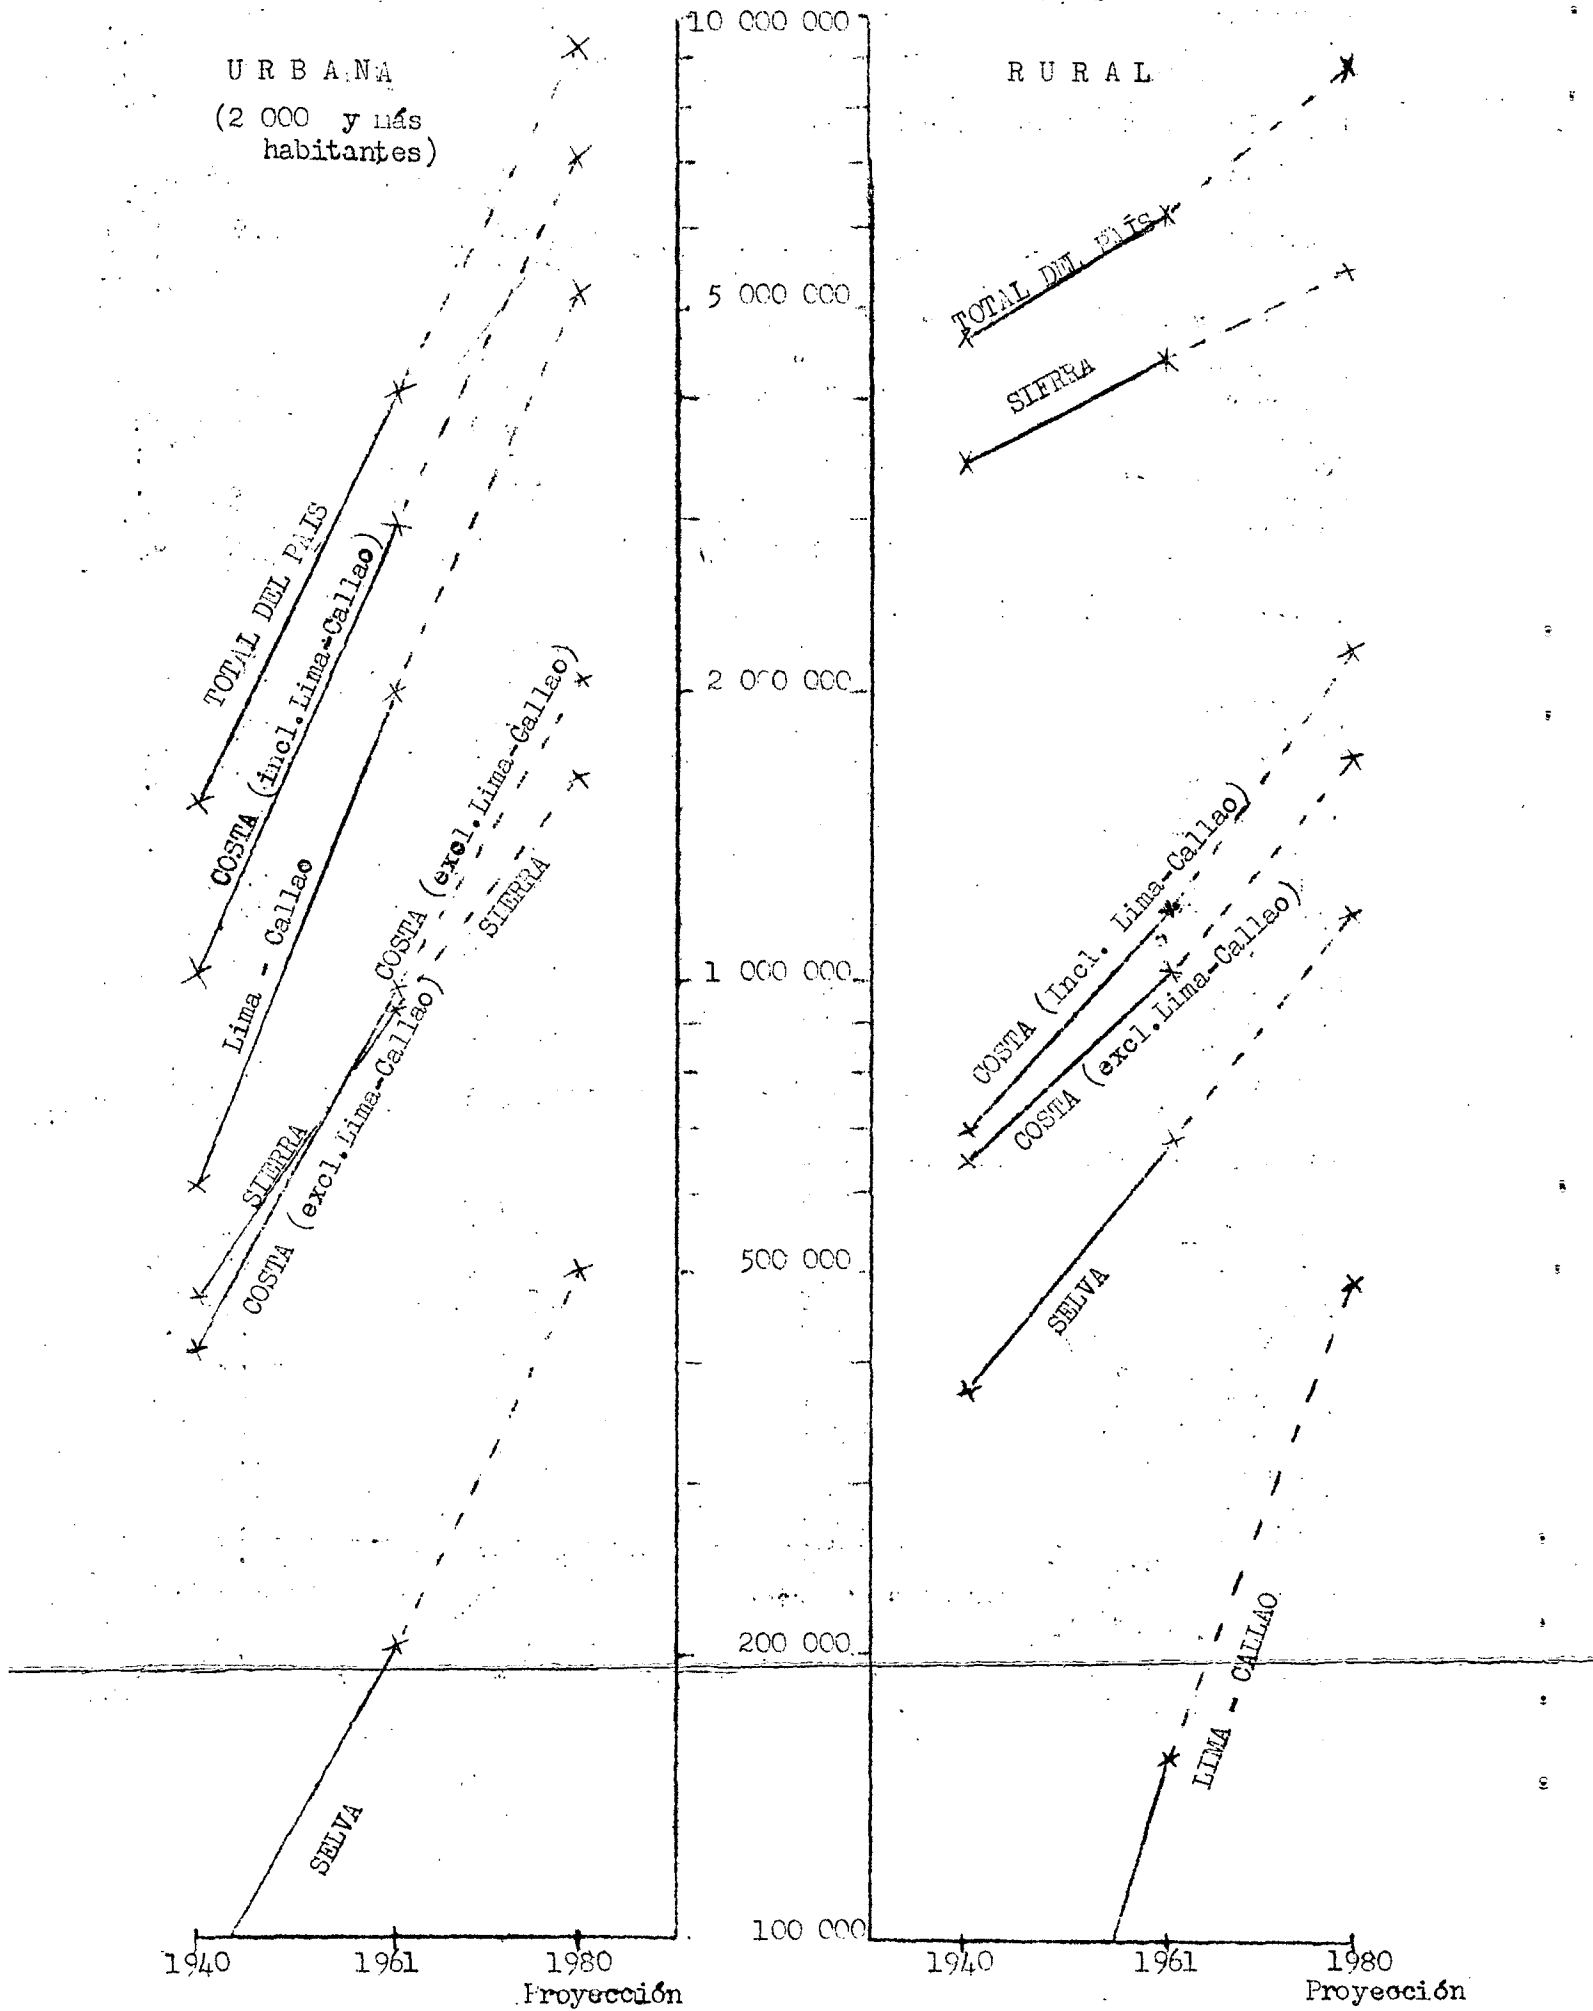 URBANA
(2 000 y más
habitantes)
TOTAL DEL PAIS
COSTA (incl.Lima-Callao)
Lima - Callao
COSTA (excl.Lima-Callao)
SIERRA
SIERRA
COSTA (excl.Lima-Callao)
SELVA
1940
1961
1980
Proyección
10 000 000
5 000 000
2 000 000
1 000 000
500 000
200 000
100 000
RURAL
TOTAL DEL PAÍS
SIERRA
COSTA (Incl. Lima-Callao)
COSTA (excl.Lima-Callao)
SELVA
LIMA - CALLAO
1940
1961
1980
Proyección